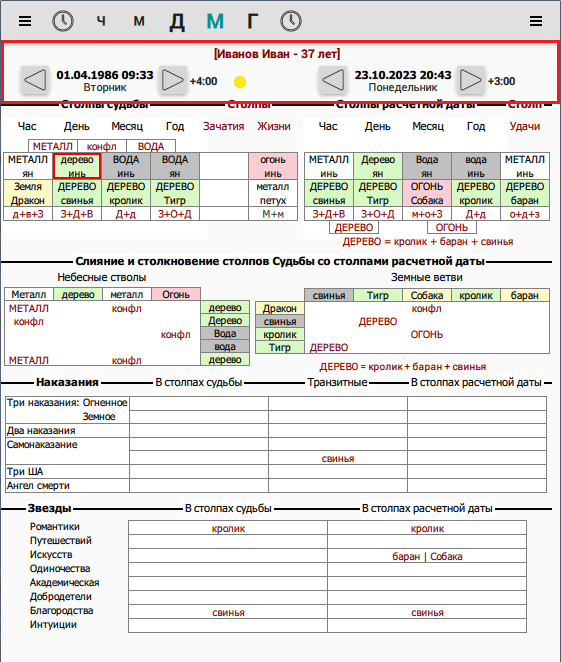 ч м Д М Г
[Иванов Иван - 37 лет]
01.04.1986 09:33 +4:00 23.10.2023 20:43 +3:00
Вторник Понедельник
Столпы судьбы Столпы Столпы расчетной даты Столп
Час День Месяц Год Зачатия Жизни Час День Месяц Год Удачи
МЕТАЛЛ конфл ВОДА
МЕТАЛЛ дерево ВОДА ВОДА огонь МЕТАЛЛ Дерево Вода вода МЕТАЛЛ
ян инь инь ян инь инь ян ян инь инь
Земля ДЕРЕВО ДЕРЕВО ДЕРЕВО металл ДЕРЕВО ДЕРЕВО ОГОНЬ ДЕРЕВО ДЕРЕВО
Дракон свинья кролик Тигр петух свинья Тигр Собака кролик баран
д+в+З З+Д+В Д+д З+О+Д М+м З+Д+В З+О+Д м+о+З Д+д о+д+з
ДЕРЕВО ОГОНЬ
ДЕРЕВО = кролик + баран + свинья
Слияние и столкновение столпов Судьбы со столпами расчетной даты
Небесные стволы Земные ветви
Металл дерево металл Огонь свинья Тигр Собака кролик баран
МЕТАЛЛ конфл дерево Дракон конфл
конфл Дерево свинья ДЕРЕВО
конфл Вода кролик ОГОНЬ
вода Тигр ДЕРЕВО
МЕТАЛЛ конфл дерево
ДЕРЕВО = кролик + баран + свинья
Наказания В столпах судьбы Транзитные В столпах расчетной даты
Три наказания: Огненное
Земное
Два наказания
Самонаказание
свинья
Три ША
Ангел смерти
Звезды В столпах судьбы В столпах расчетной даты
Романтики кролик кролик
Путешествий
Искусств баран | Собака
Одиночества
Академическая
Добродетели
Благородства свинья свинья
Интуиции